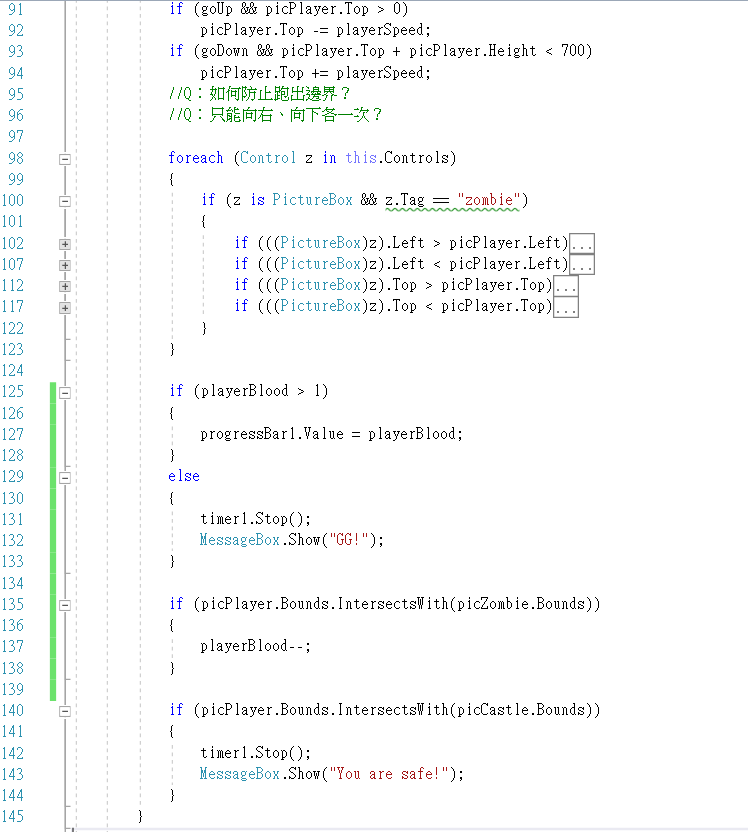 91 if (goUp && picPlayer.Top > 0)
92 picPlayer.Top -= playerSpeed;
93 if (goDown && picPlayer.Top + picPlayer.Height < 700)
94 picPlayer.Top += playerSpeed;
95 //Q：如何防止跑出邊界？
96 //Q：只能向右、向下各一次？
97
98 foreach (Control z in this.Controls)
99 {
100 if (z is PictureBox && z.Tag == "zombie")
101 {
102 if (((PictureBox)z).Left > picPlayer.Left)...
107 if (((PictureBox)z).Left < picPlayer.Left)...
112 if (((PictureBox)z).Top > picPlayer.Top)...
117 if (((PictureBox)z).Top < picPlayer.Top)...
122 }
123 }
124
125 if (playerBlood > 1)
126 {
127 progressBar1.Value = playerBlood;
128 }
129 else
130 {
131 timer1.Stop();
132 MessageBox.Show("GG!");
133 }
134
135 if (picPlayer.Bounds.IntersectsWith(picZombie.Bounds))
136 {
137 playerBlood--;
138 }
139
140 if (picPlayer.Bounds.IntersectsWith(picCastle.Bounds))
141 {
142 timer1.Stop();
143 MessageBox.Show("You are safe!");
144 }
145 }